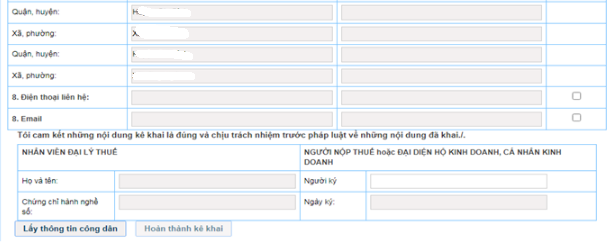 Quận, huyện:
Xã, phường:
Quận, huyện:
Xã, phường:
8. Điện thoại liên hệ:
8. Email
Tôi cam kết những nội dung kê khai là đúng và chịu trách nhiệm trước pháp luật về những nội dung đã khai./.
NHÂN VIÊN ĐẠI LÝ THUẾ
NGƯỜI NỘP THUẾ hoặc ĐẠI DIỆN HỘ KINH DOANH, CÁ NHÂN KINH
DOANH
Họ và tên:
Người ký
Chứng chỉ hành nghề
số:
Ngày ký:
Lấy thông tin công dân
Hoàn thành kê khai